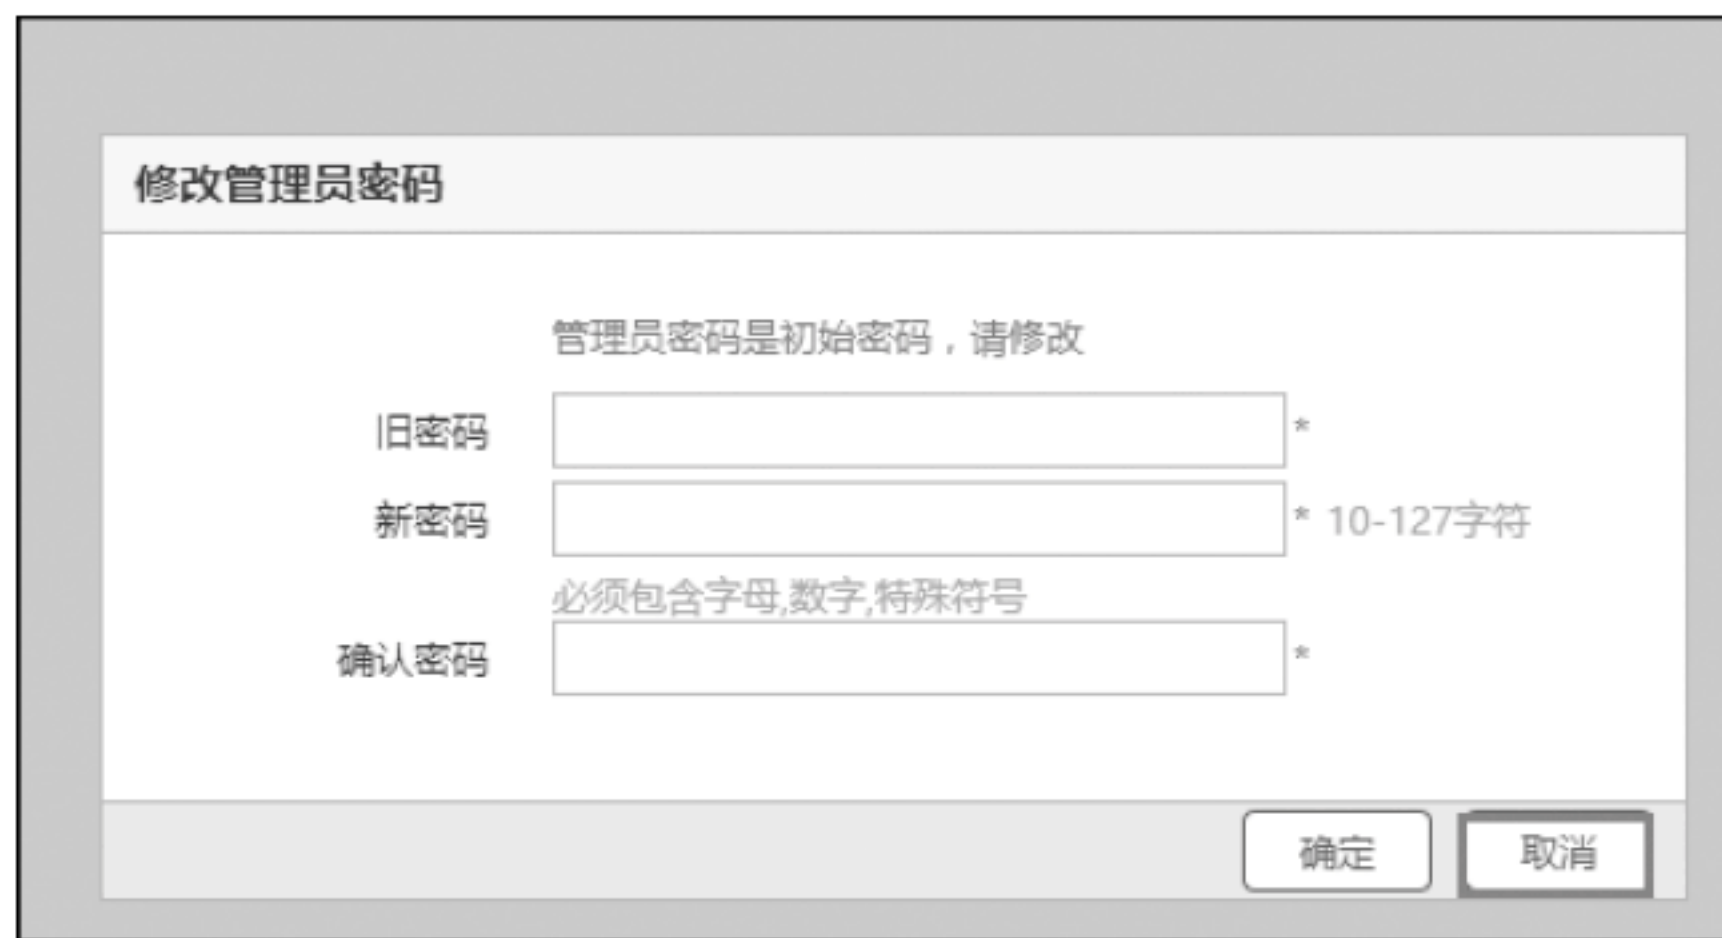 修改管理员密码
管理员密码是初始密码，请修改
旧密码 *
新密码 * 10-127字符
必须包含字母,数字,特殊符号
确认密码 *
确定 取消